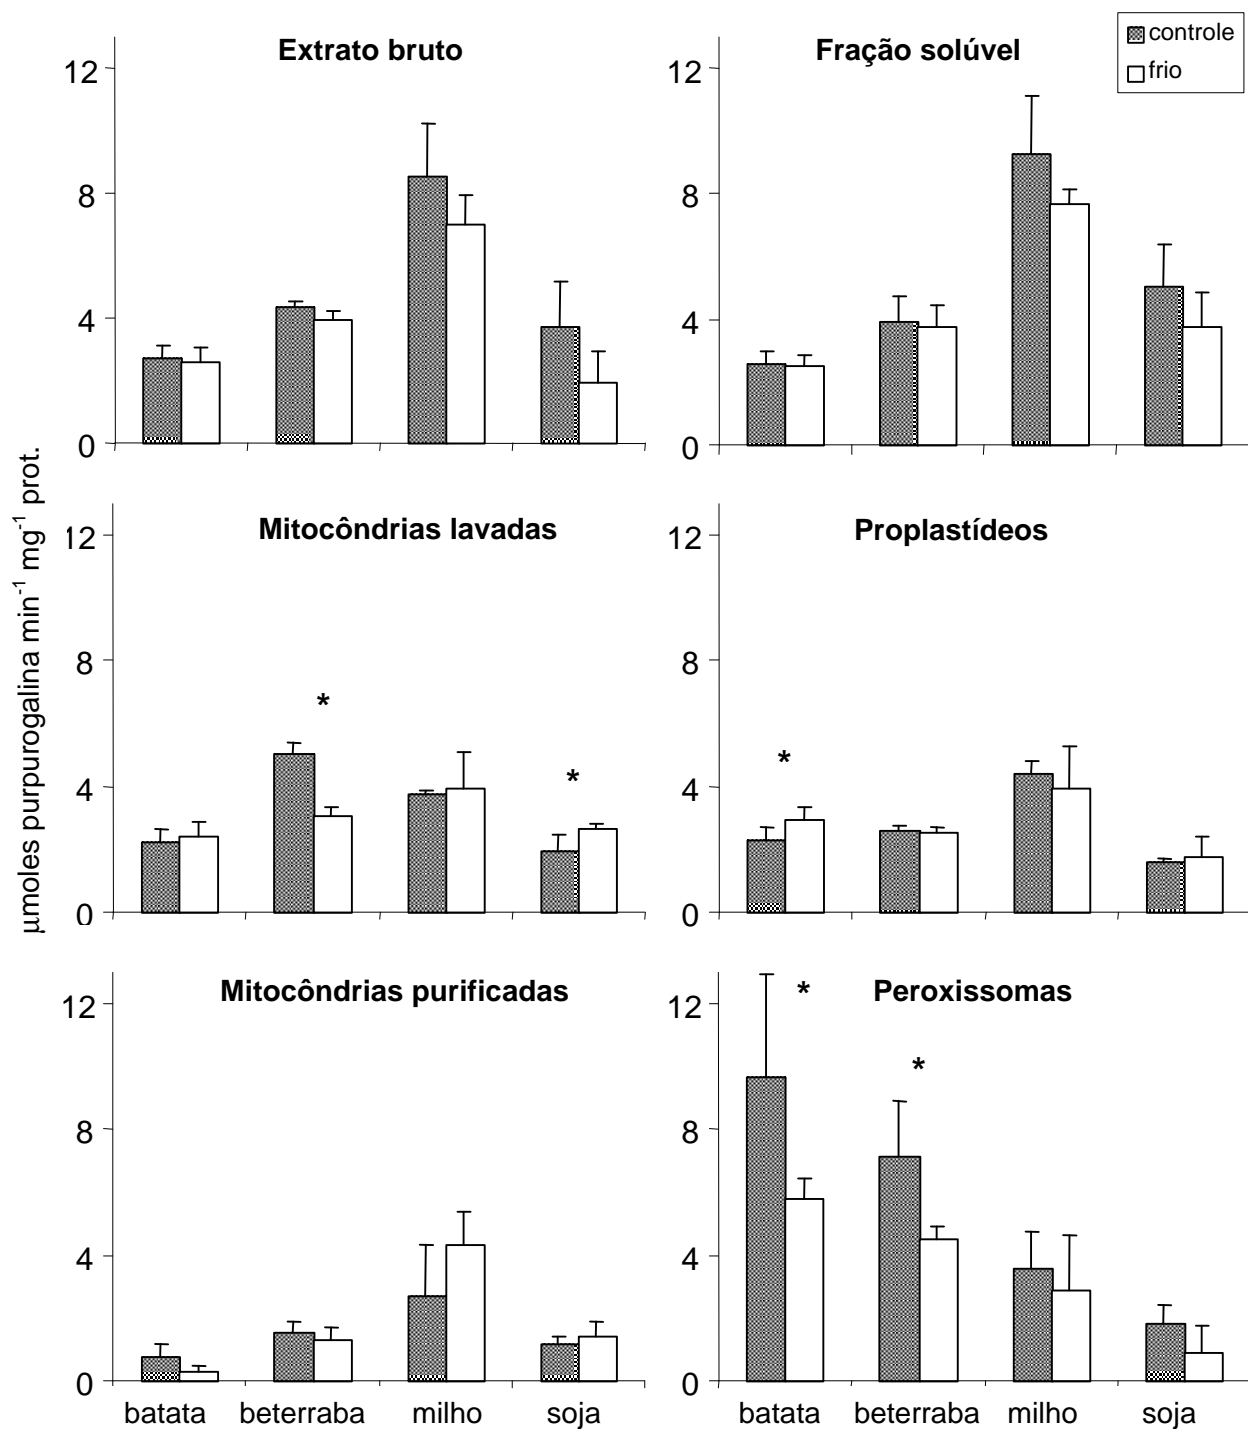 controle
frio
Extrato bruto
12
8
4
0
Fração solúvel
12
8
4
0
µmoles purpurogalina min⁻¹ mg⁻¹ prot.
Mitocôndrias lavadas
12
8
*
4
*
0
Proplastídeos
12
8
*
4
0
Mitocôndrias purificadas
12
8
4
0
batata beterraba milho soja
Peroxissomas
12
*
*
8
4
0
batata beterraba milho soja